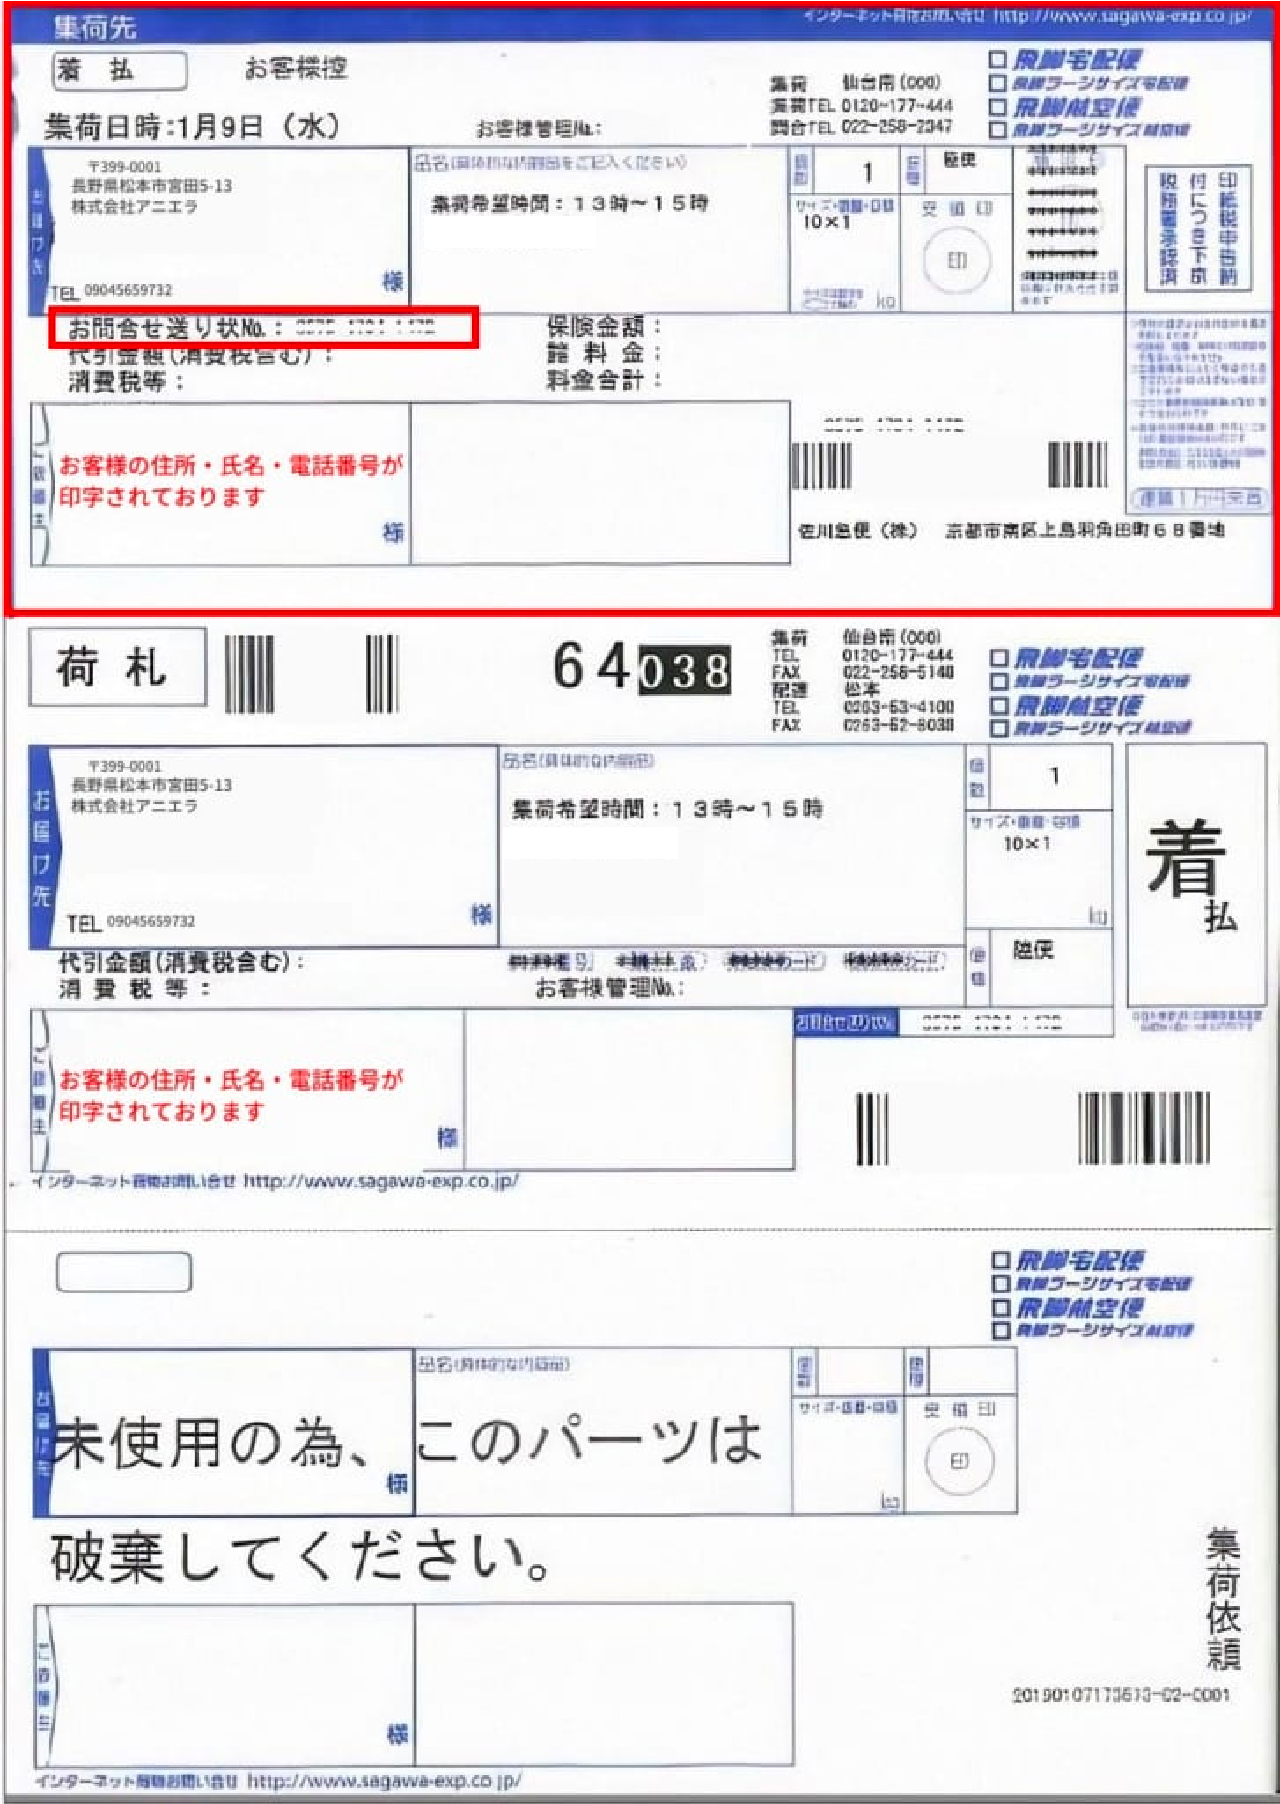 集荷先
インターネット荷物お問い合せ http://www.sagawa-exp.co.jp/
着 払
お客様控
飛脚宅配便
飛脚ラージサイズ宅配便
飛脚航空便
飛脚ラージサイズ航空便
集荷 仙台南(000)
集荷TEL 0120-177-444
問合TEL 022-258-2347
集荷日時:1月9日（水）
お客様管理No.:
お届け先
〒399-0001
長野県松本市宮田5-13
株式会社アニエラ
様
TEL 09045659732
品名(具体的な内容品をご記入ください)
集荷希望時間：１３時～１５時
個数
1
陸便
サイズ・重量・才数
10×1
kg
受領印
印
印紙税申告納
付につき下京
税務署承認済
お問合せ送り状No.：
保険金額：
代引金額(消費税含む)：
諸料金：
消費税等：
料金合計：
ご依頼主
お客様の住所・氏名・電話番号が
印字されております
様
運賃1万円未満
佐川急便（株） 京都市南区上鳥羽角田町６８番地
荷札
64 038
集荷 仙台南(000)
TEL 0120-177-444
FAX 022-258-5140
配達 松本
TEL 0263-53-4100
FAX 0263-52-8038
飛脚宅配便
飛脚ラージサイズ宅配便
飛脚航空便
飛脚ラージサイズ航空便
お届け先
〒399-0001
長野県松本市宮田5-13
株式会社アニエラ
様
TEL 09045659732
品名(具体的な内容品)
集荷希望時間：１３時～１５時
個数
1
サイズ・重量・才数
10×1
kg
陸便
着払
代引金額(消費税含む)：
消費税等：
お客様管理No.:
お問合せNo.
ご依頼主
お客様の住所・氏名・電話番号が
印字されております
様
インターネット荷物お問い合せ http://www.sagawa-exp.co.jp/
飛脚宅配便
飛脚ラージサイズ宅配便
飛脚航空便
飛脚ラージサイズ航空便
お届け先
品名(具体的な内容品)
個数
サイズ・重量・才数
kg
受領印
印
未使用の為、このパーツは
様
破棄してください。
集荷依頼
ご依頼主
様
20190107173613-02-0001
インターネット荷物お問い合せ http://www.sagawa-exp.co.jp/